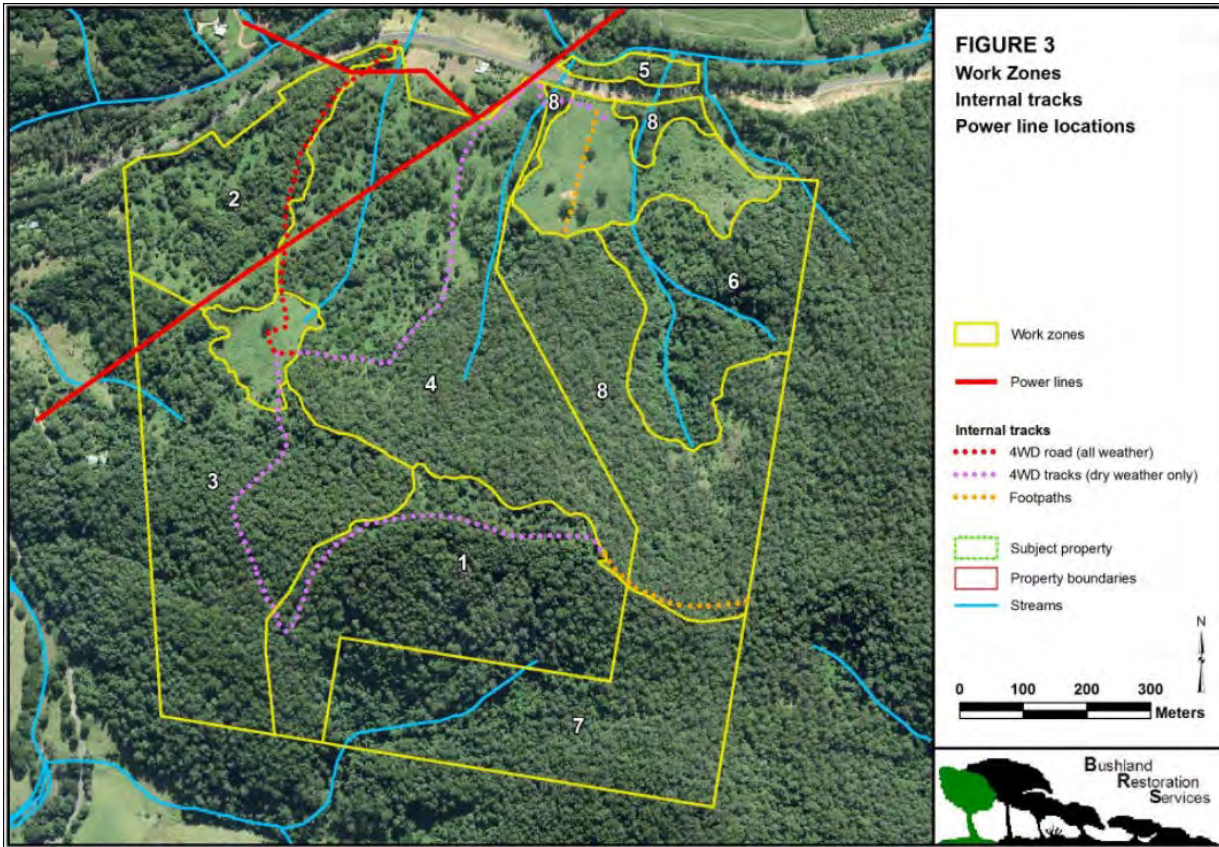 FIGURE 3
Work Zones
Internal tracks
Power line locations
5
8
8
2
6
4
8
3
1
7
Work zones
Power lines
Internal tracks
4WD road (all weather)
4WD tracks (dry weather only)
Footpaths
Subject property
Property boundaries
Streams
N
0 100 200 300
Meters
Bushland
Restoration
Services